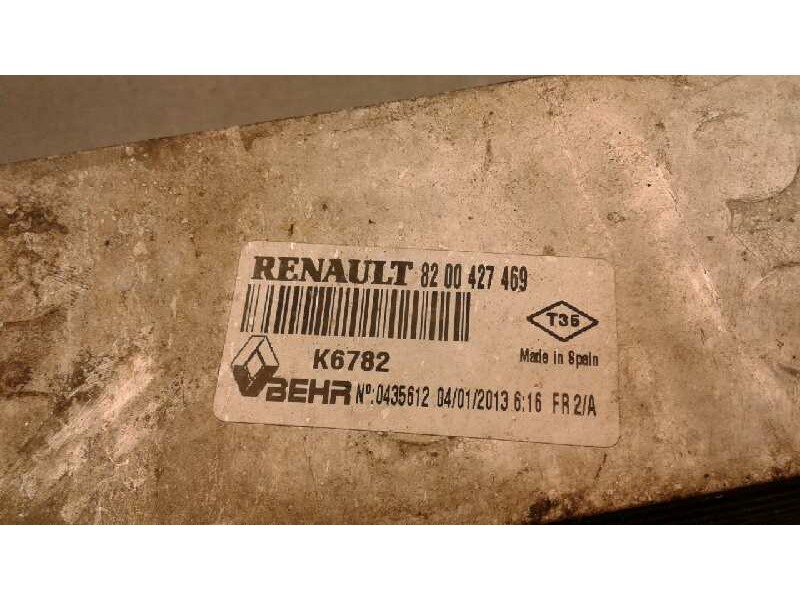 RENAULT 82 00 427 469
T35
K6782
Made in Spain
BEHR Nº:0435612 04/01/2013 6:16 FR 2/A